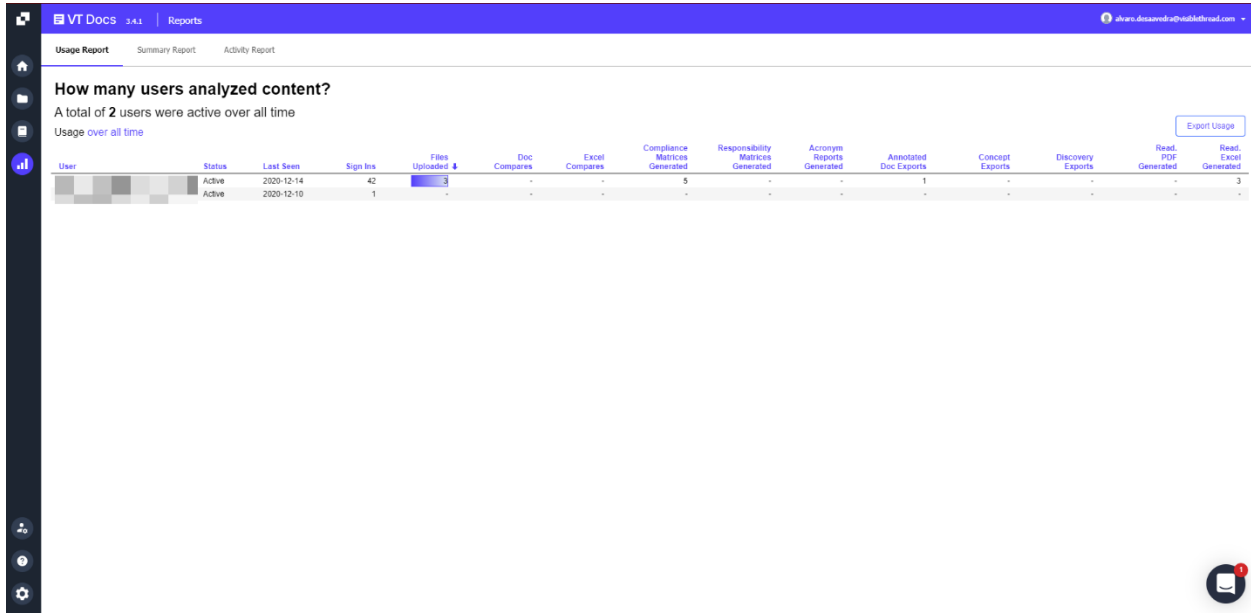 VT Docs 3.4.1 Reports alvaro.desaavedra@visiblethread.com
Usage Report Summary Report Activity Report
How many users analyzed content?
A total of 2 users were active over all time
Usage over all time
Export Usage
User Status Last Seen Sign Ins Files Uploaded Doc Compares Excel Compares Compliance Matrices Generated Responsibility Matrices Generated Acronym Reports Generated Annotated Doc Exports Concept Exports Discovery Exports Read. PDF Generated Read. Excel Generated
Active 2020-12-14 42 3 - - 5 - - 1 - - - 3
Active 2020-12-10 1 - - - - - - - - - - -
1